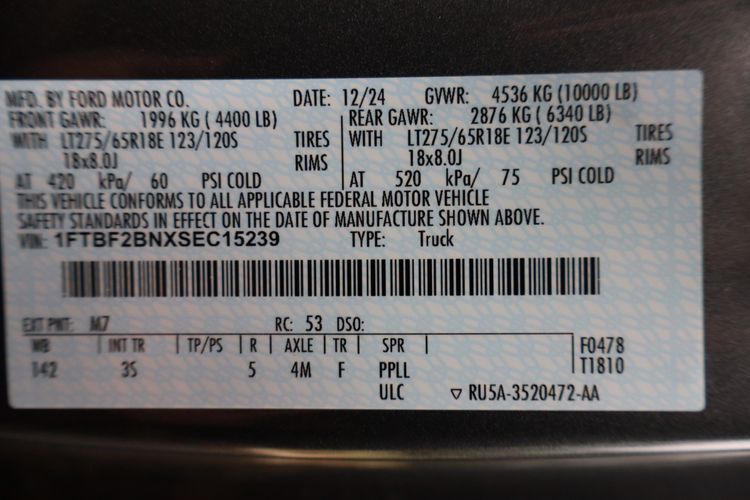 MFD. BY FORD MOTOR CO. DATE: 12/24 GVWR: 4536 KG (10000 LB)
FRONT GAWR: 1996 KG ( 4400 LB) REAR GAWR: 2876 KG ( 6340 LB)
WITH LT275/65R18E 123/120S TIRES WITH LT275/65R18E 123/120S TIRES
18x8.0J RIMS 18x8.0J RIMS
AT 420 kPa/ 60 PSI COLD AT 520 kPa/ 75 PSI COLD
THIS VEHICLE CONFORMS TO ALL APPLICABLE FEDERAL MOTOR VEHICLE
SAFETY STANDARDS IN EFFECT ON THE DATE OF MANUFACTURE SHOWN ABOVE.
VIN: 1FTBF2BNXSEC15239 TYPE: Truck
EXT PNT: M7 RC: 53 DSO:
WB INT TR TP/PS R AXLE TR SPR F0478
142 3S 5 4M F PPLL T1810
ULC ▽ RU5A-3520472-AA